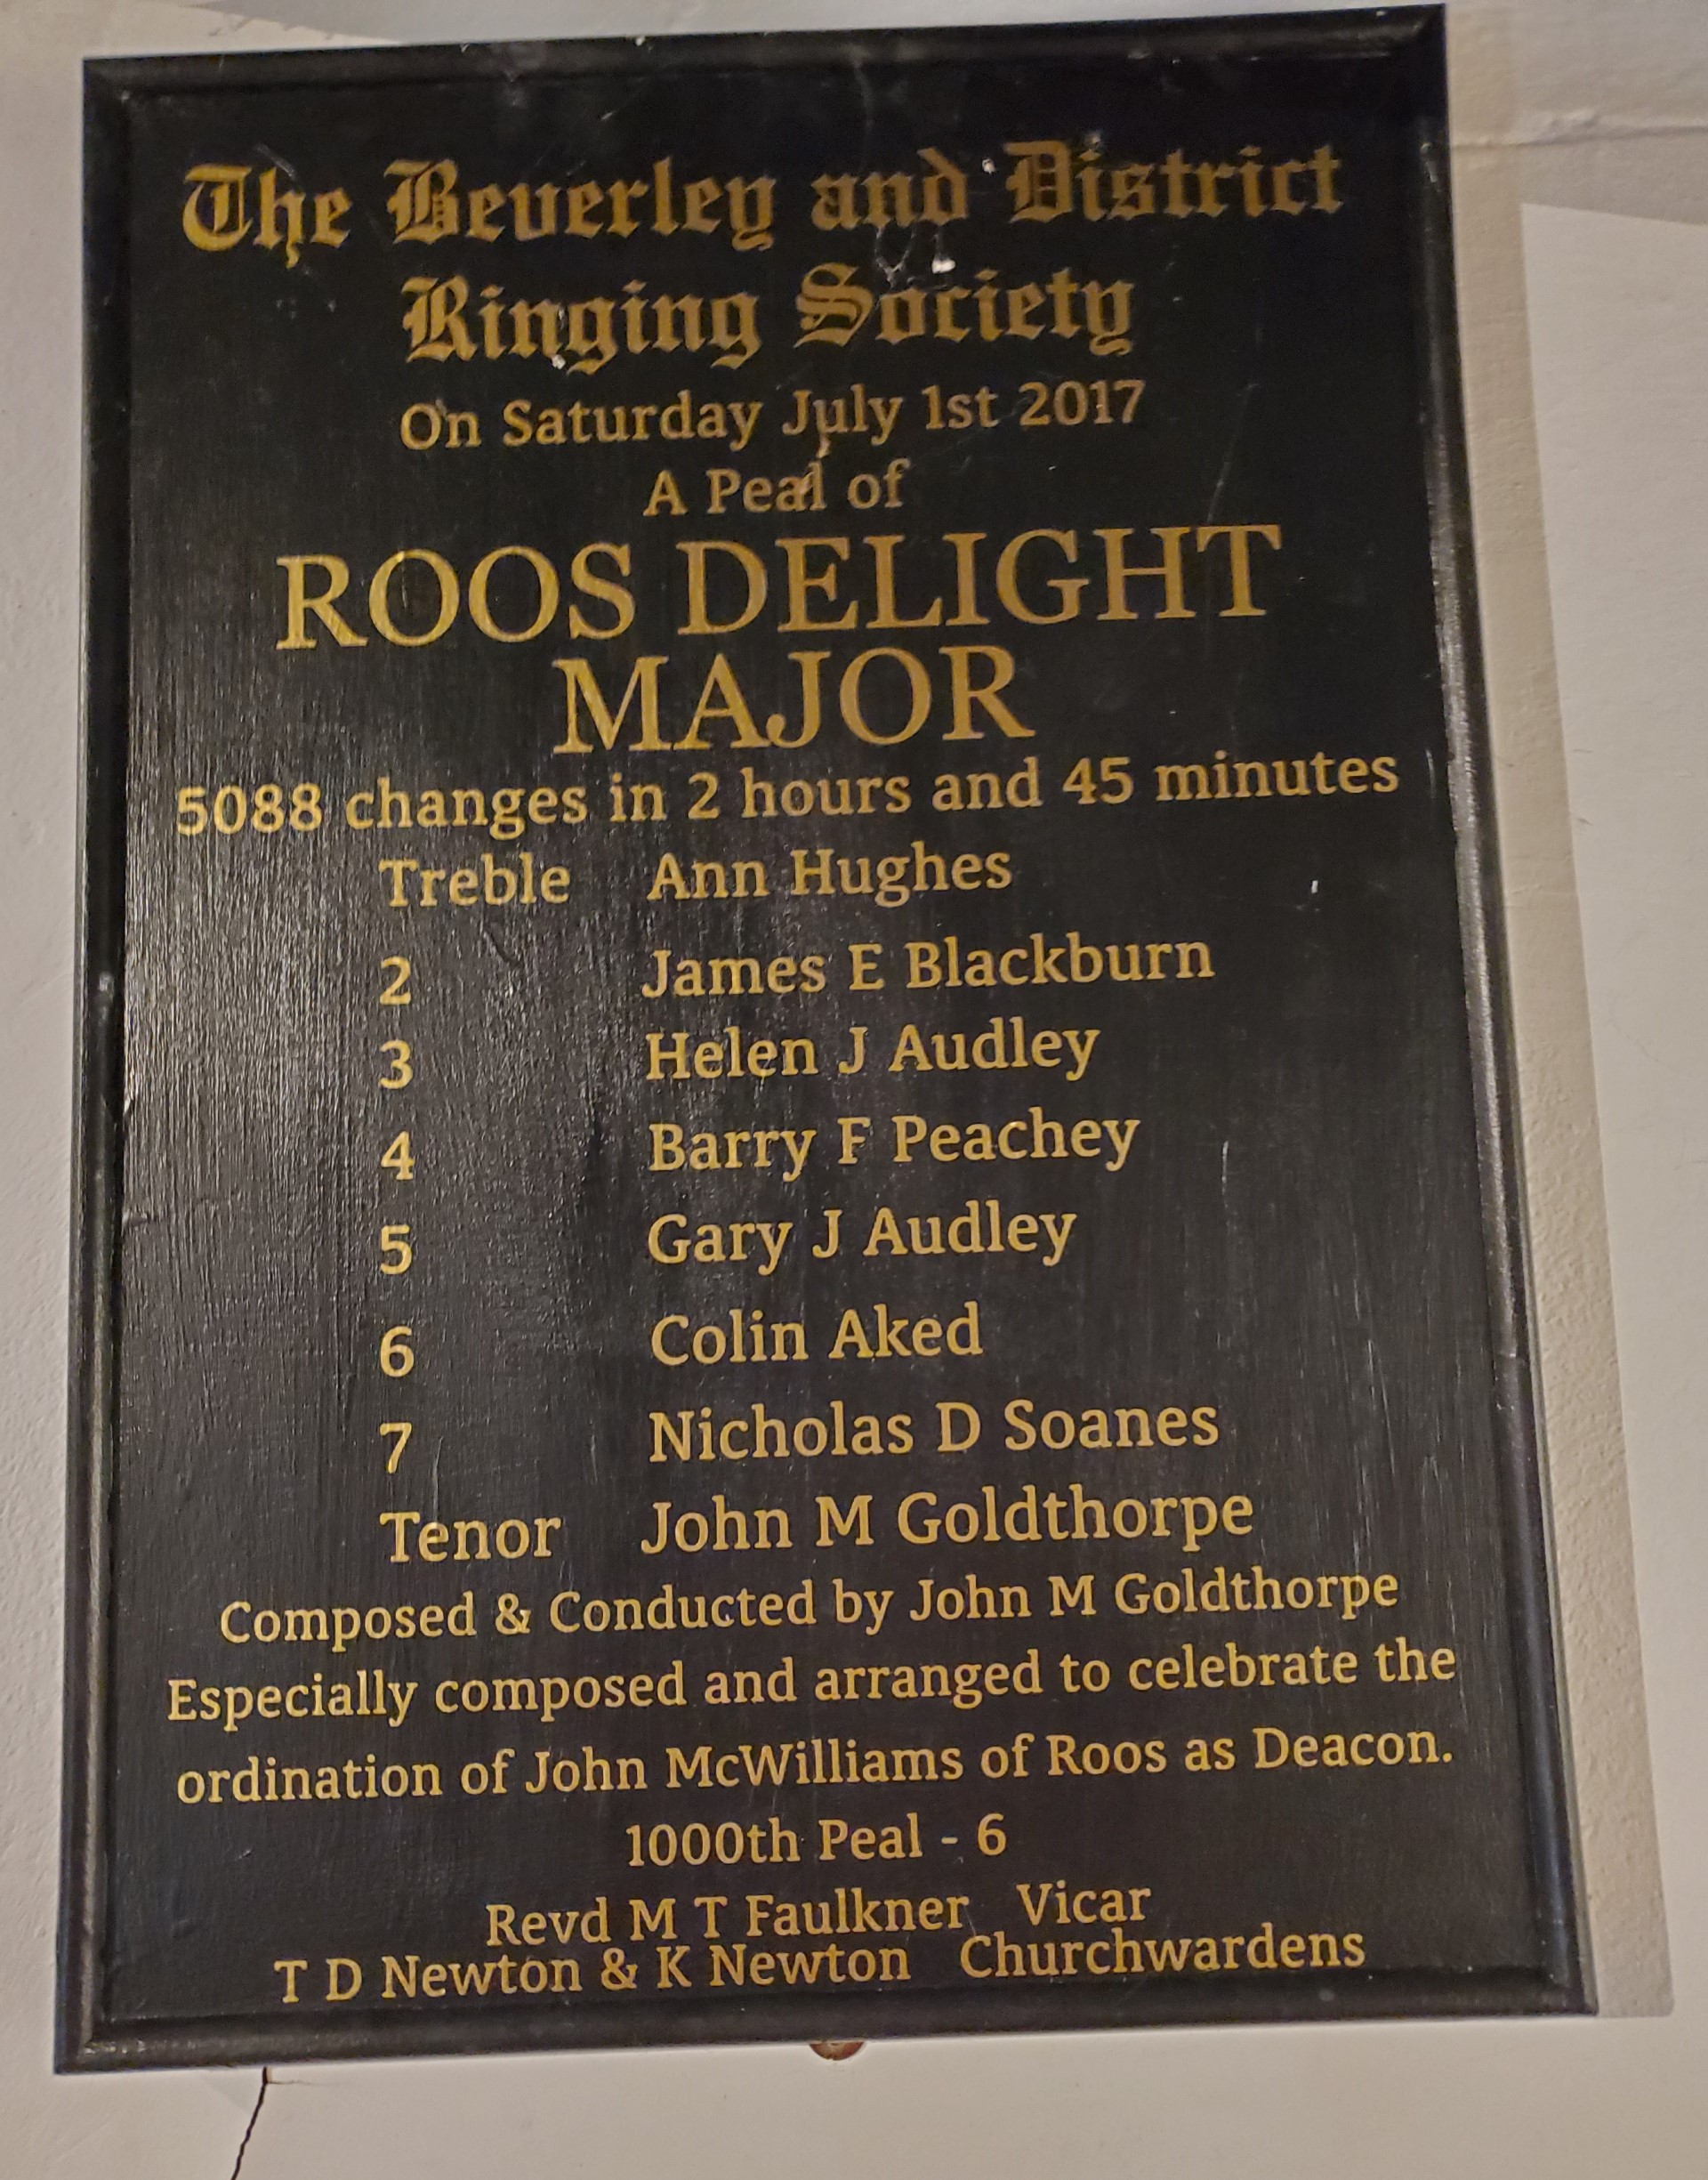 The Beverley and District
Ringing Society
On Saturday July 1st 2017
A Peal of
ROOS DELIGHT
MAJOR
5088 changes in 2 hours and 45 minutes
Treble Ann Hughes
2 James E Blackburn
3 Helen J Audley
4 Barry F Peachey
5 Gary J Audley
6 Colin Aked
7 Nicholas D Soanes
Tenor John M Goldthorpe
Composed & Conducted by John M Goldthorpe
Especially composed and arranged to celebrate the
ordination of John McWilliams of Roos as Deacon.
1000th Peal - 6
Revd M T Faulkner Vicar
T D Newton & K Newton Churchwardens